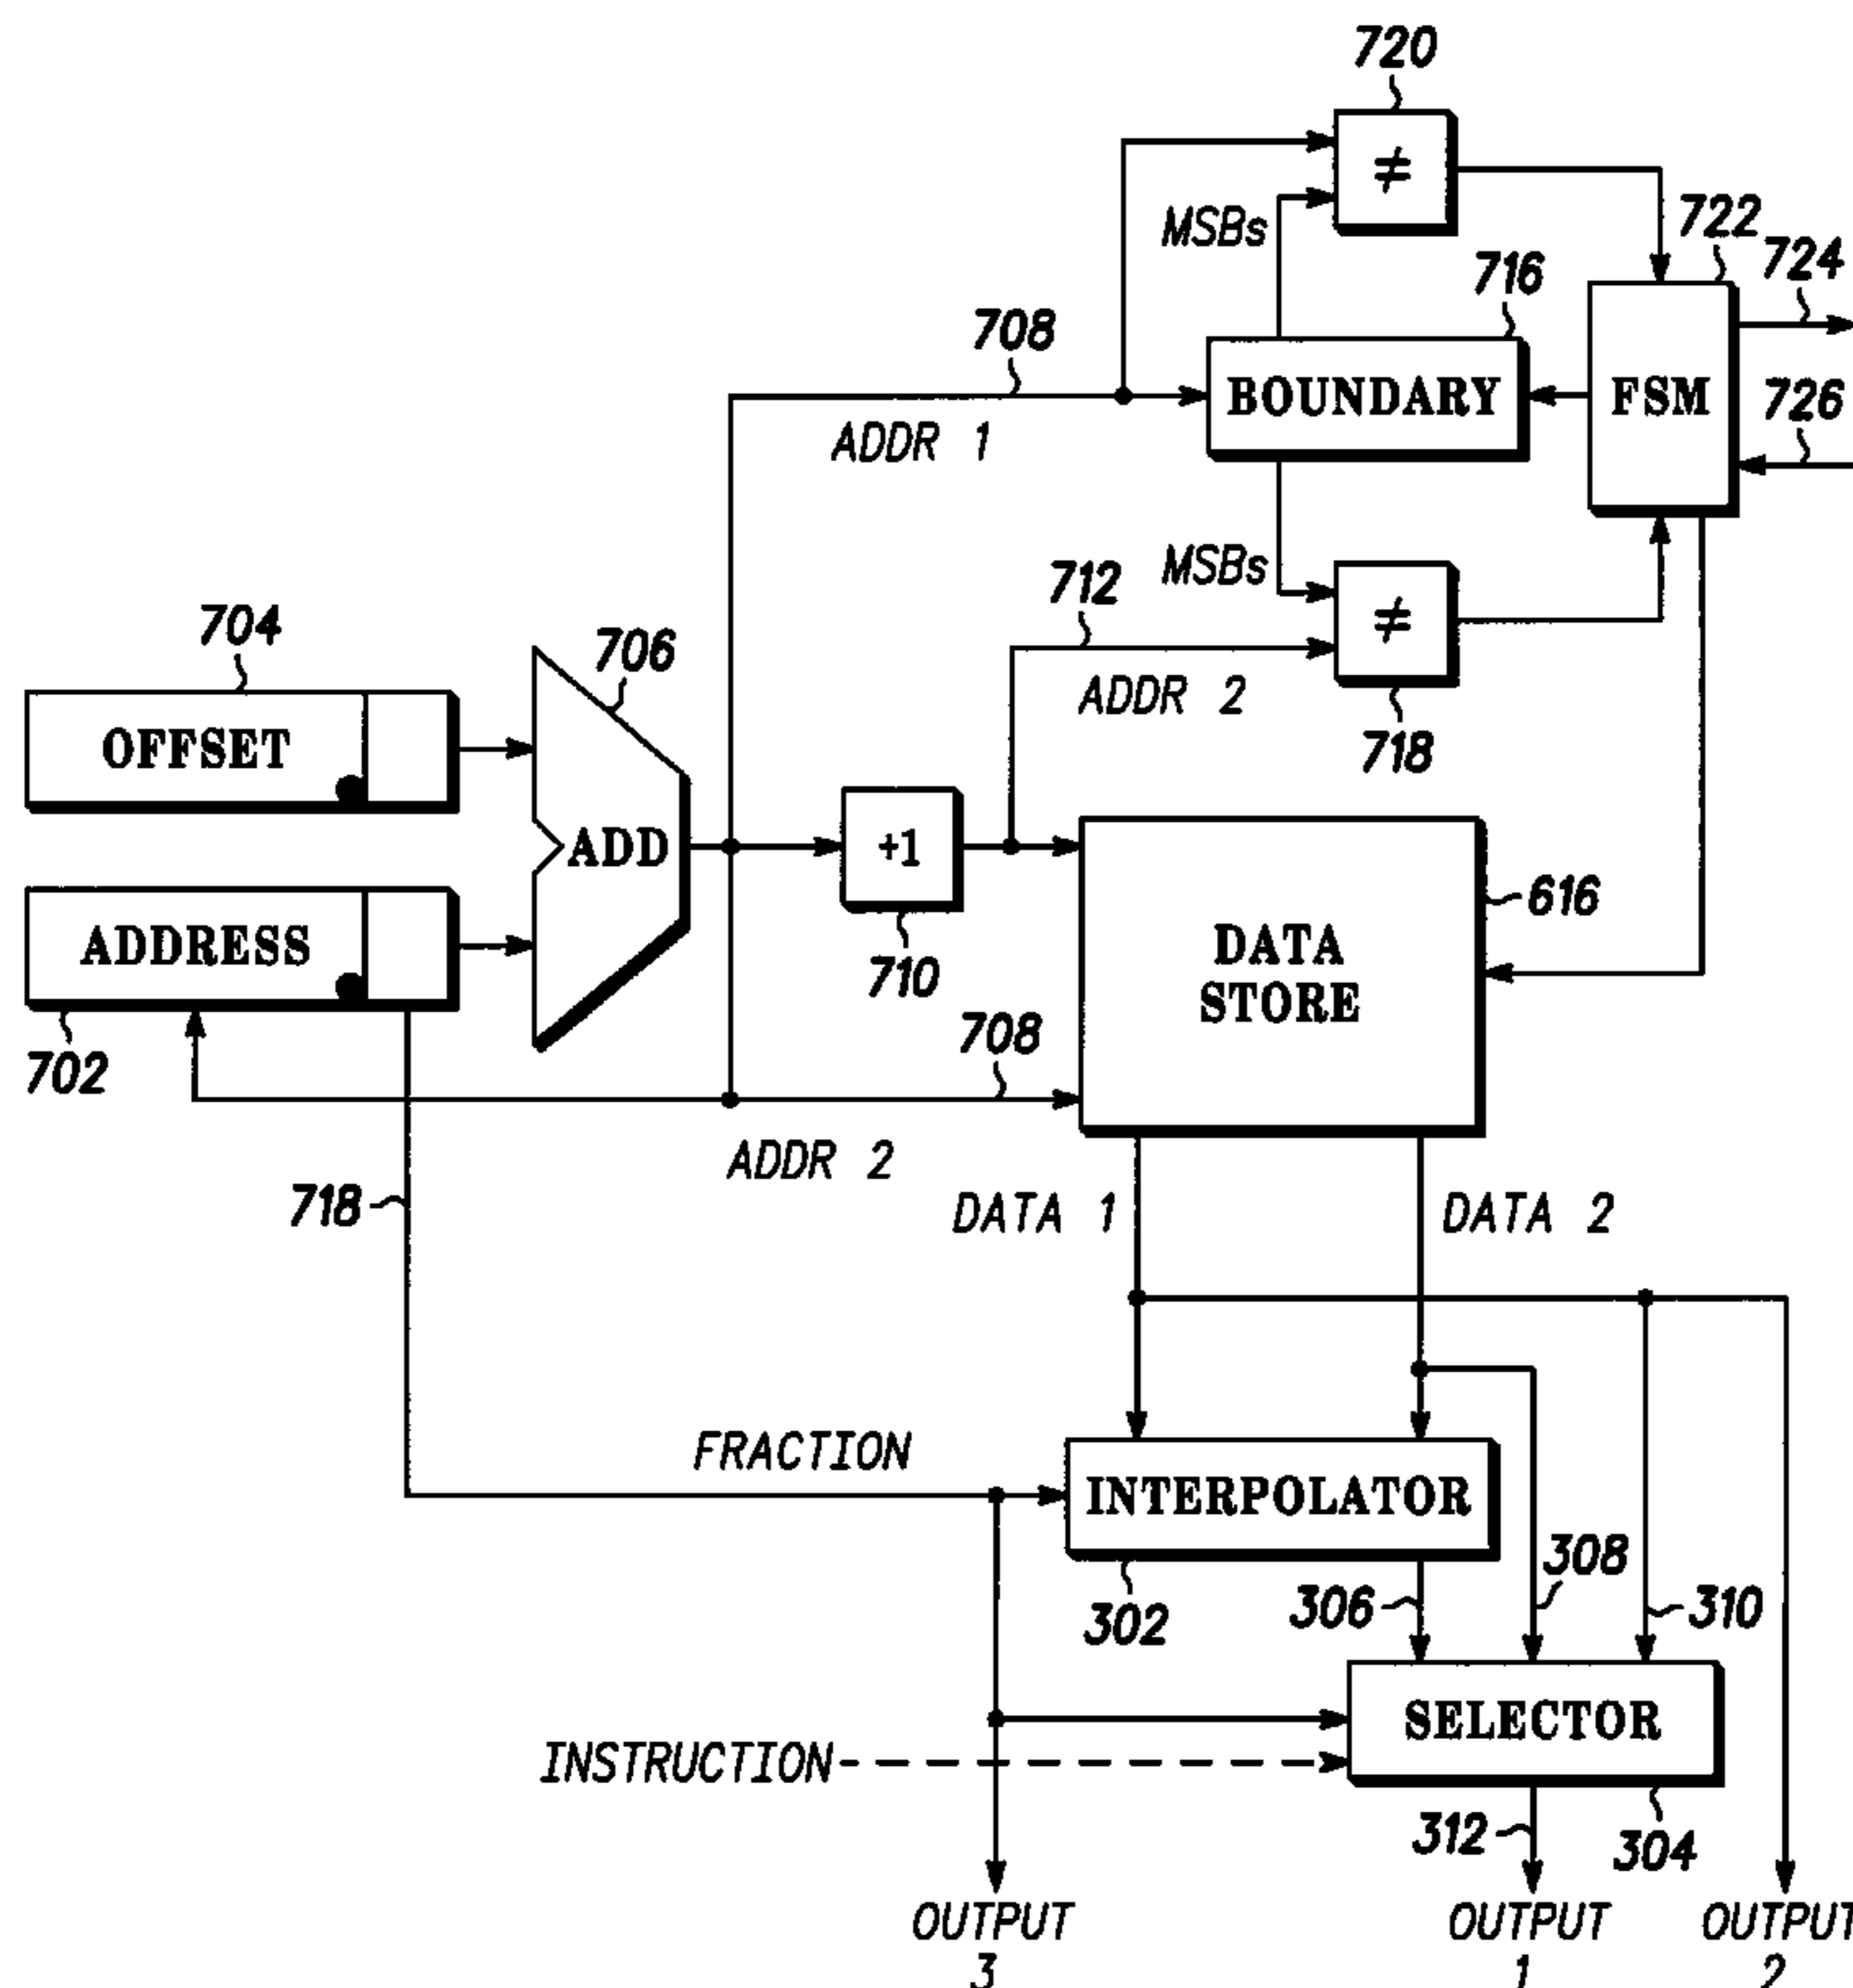 720
≠
MSBs
722
724
716
708
BOUNDARY
FSM
726
ADDR 1
712
MSBs
≠
704
706
ADDR 2
718
OFFSET
ADD
+1
616
DATA
STORE
ADDRESS
710
708
702
ADDR 2
718
DATA 1
DATA 2
FRACTION
INTERPOLATOR
308
302
306
310
SELECTOR
INSTRUCTION
312
304
OUTPUT
3
OUTPUT
1
OUTPUT
2